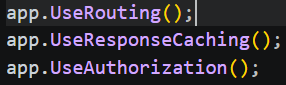 app.UseRouting();
app.UseResponseCaching();
app.UseAuthorization();